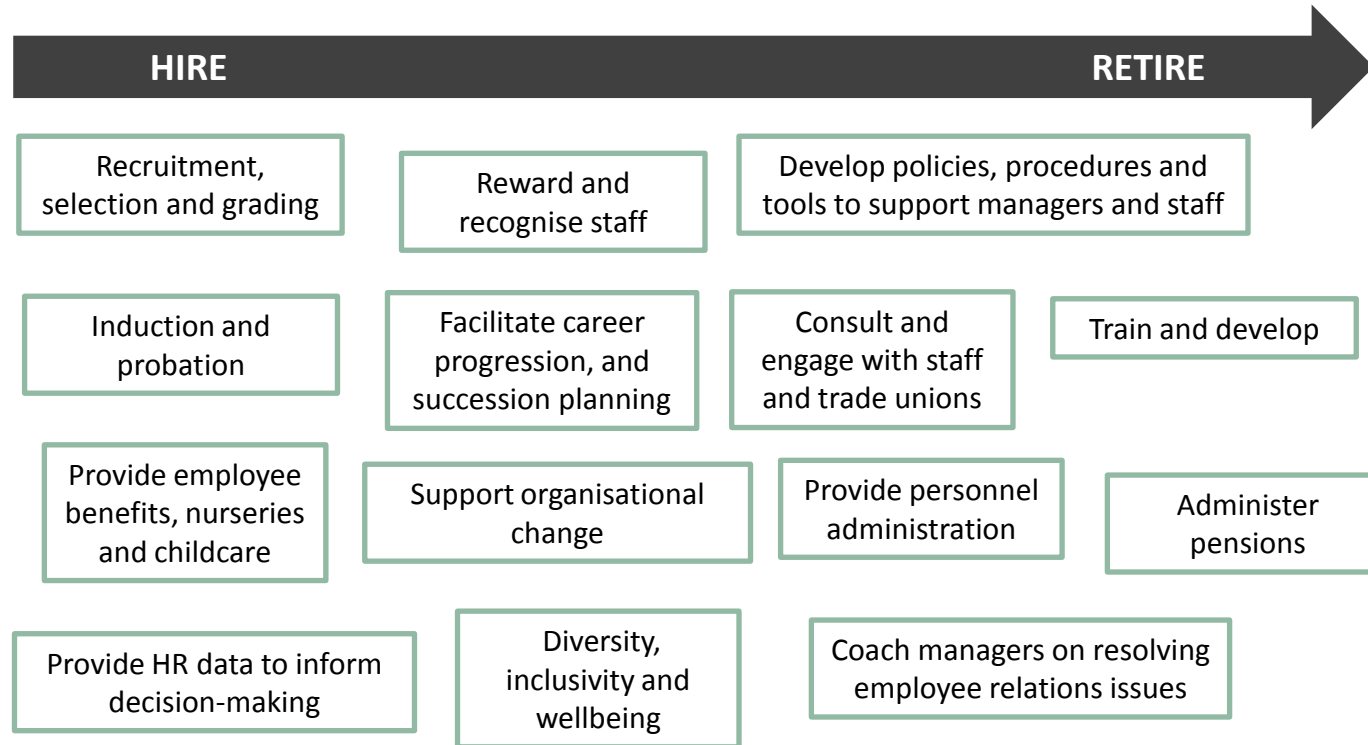 HIRE
RETIRE
Recruitment,
selection and grading
Reward and
recognise staff
Develop policies, procedures and
tools to support managers and staff
Induction and
probation
Facilitate career
progression, and
succession planning
Consult and
engage with staff
and trade unions
Train and develop
Provide employee
benefits, nurseries
and childcare
Support organisational
change
Provide personnel
administration
Administer
pensions
Provide HR data to inform
decision-making
Diversity,
inclusivity and
wellbeing
Coach managers on resolving
employee relations issues